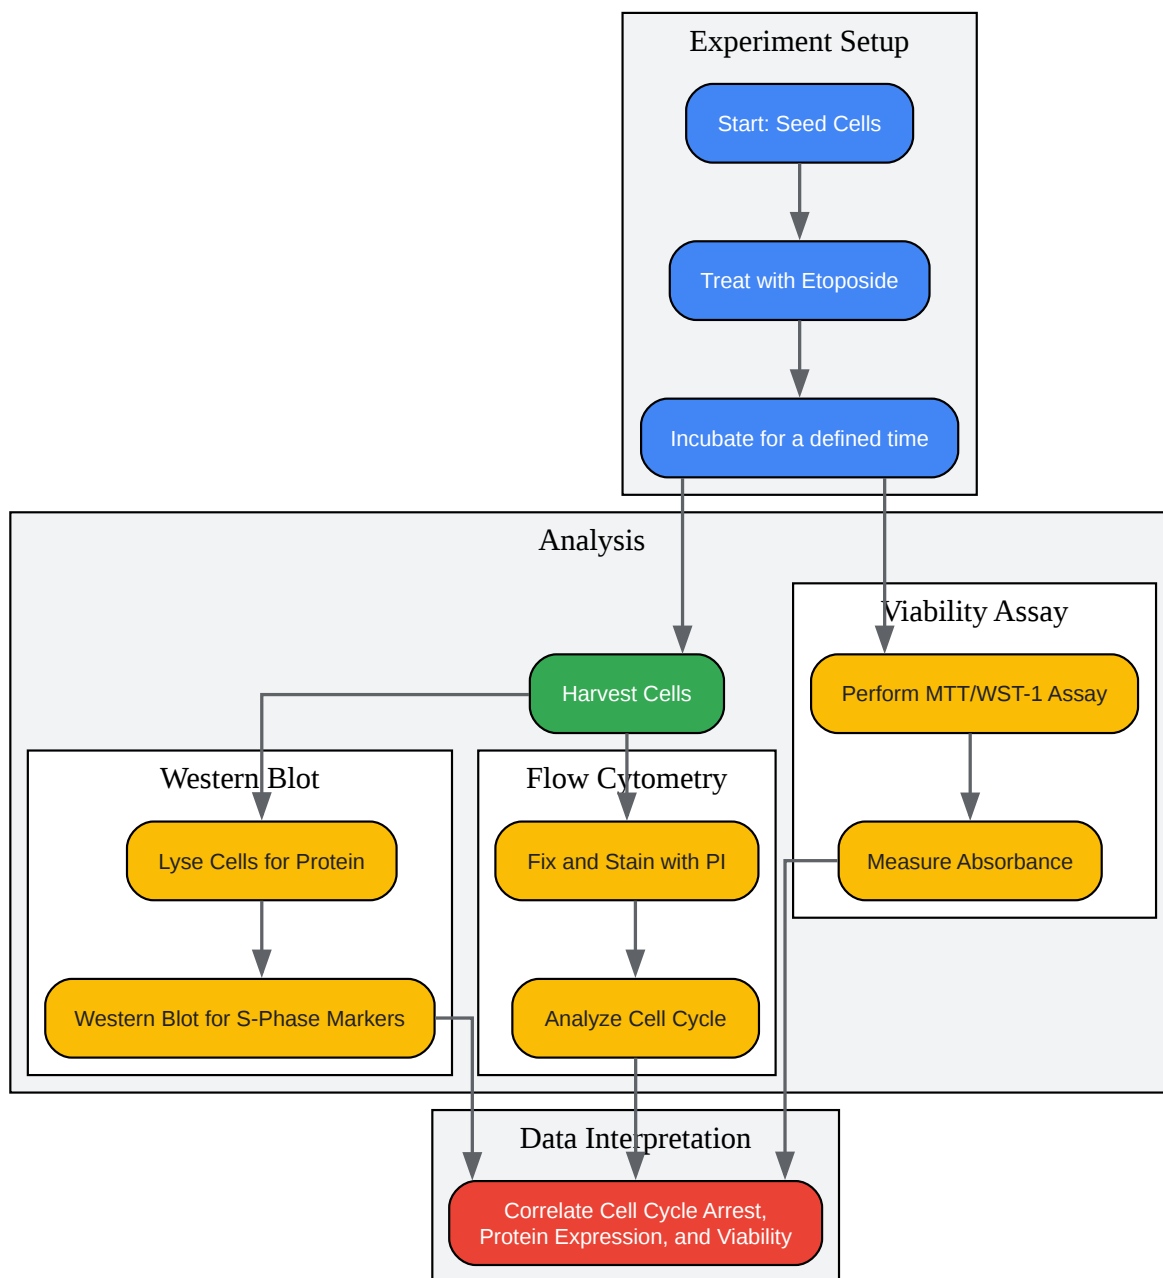 Experiment Setup
Start: Seed Cells
Treat with Etoposide
Incubate for a defined time
Analysis
Viability Assay
Harvest Cells
Perform MTT/WST-1 Assay
Western Blot
Flow Cytometry
Lyse Cells for Protein
Fix and Stain with PI
Measure Absorbance
Western Blot for S-Phase Markers
Analyze Cell Cycle
Data Interpretation
Correlate Cell Cycle Arrest,
Protein Expression, and Viability